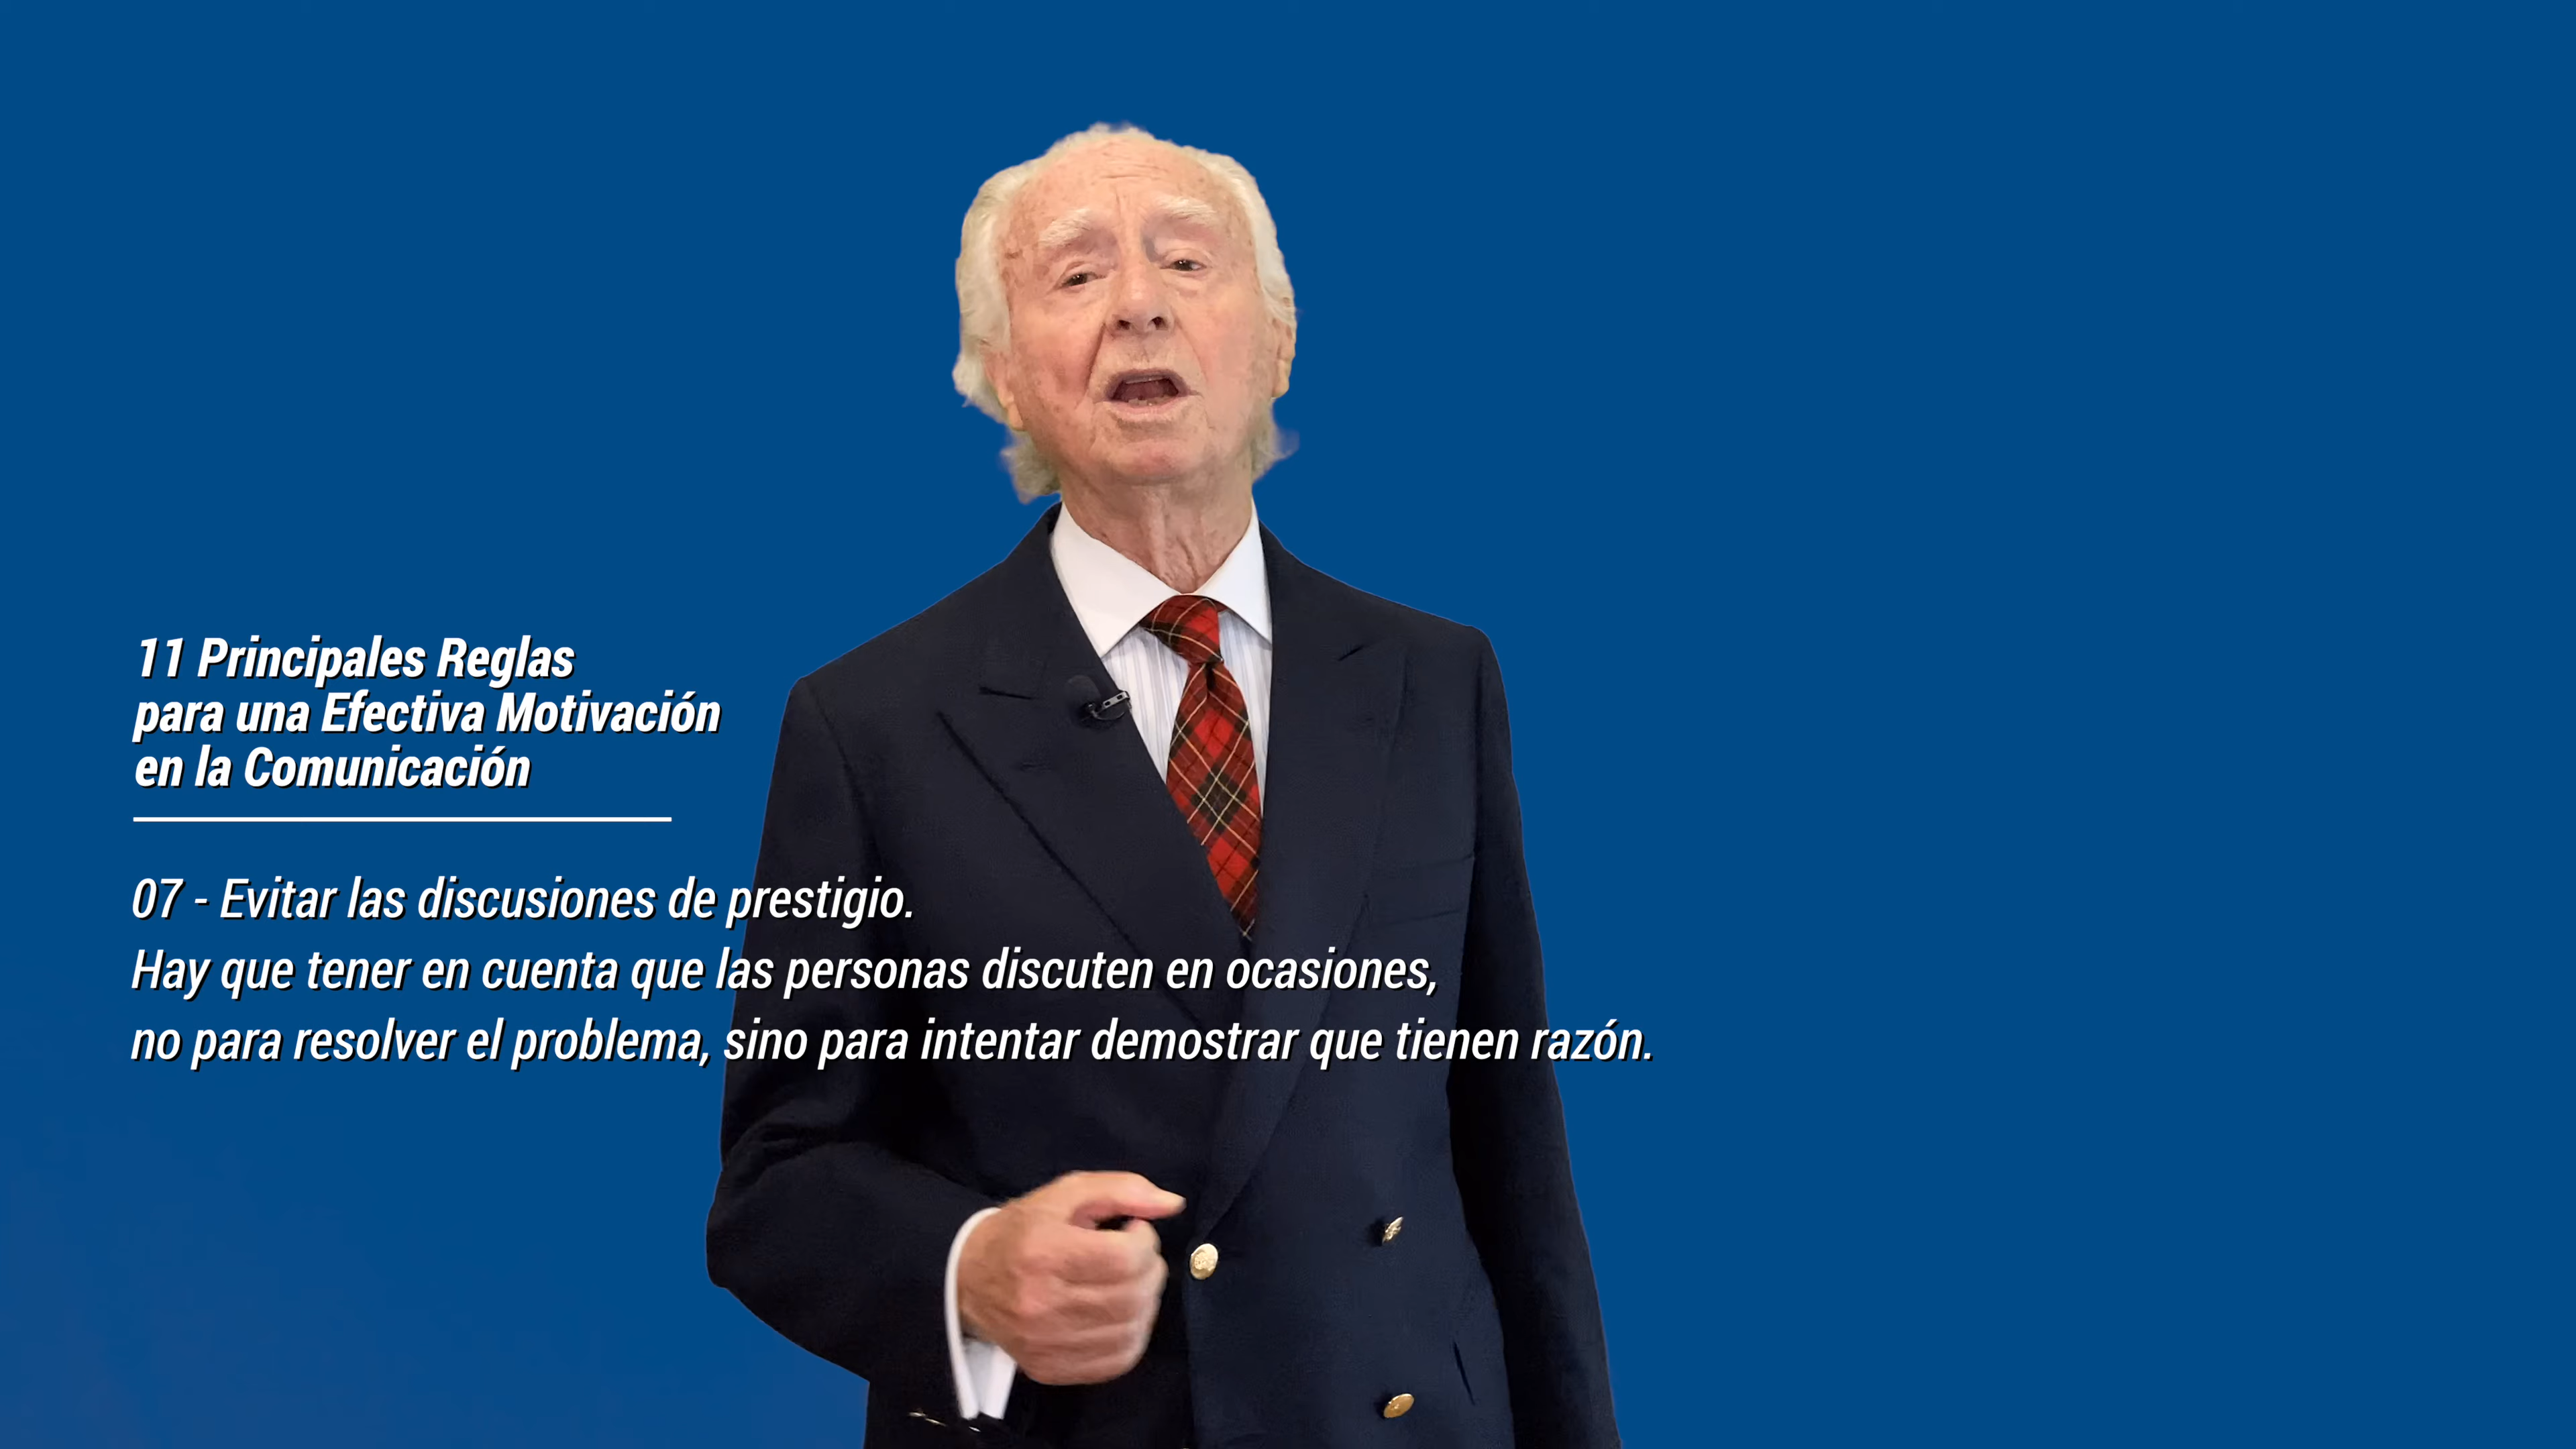 11 Principales Reglas
para una Efectiva Motivación
en la Comunicación
07 - Evitar las discusiones de prestigio.
Hay que tener en cuenta que las personas discuten en ocasiones,
no para resolver el problema, sino para intentar demostrar que tienen razón.